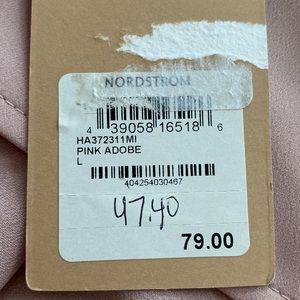 NORDSTROM
4 39058 16518 6
HA372311MI
PINK ADOBE
L
404254030467
47.40
79.00